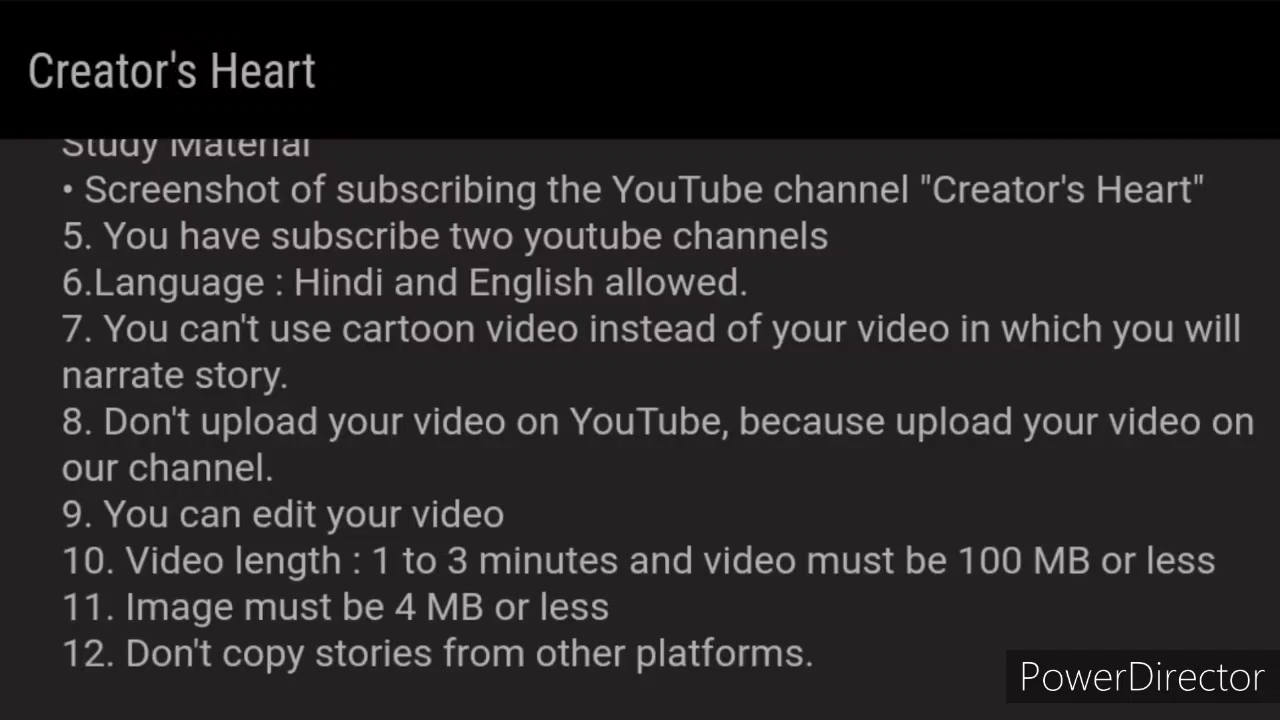 Creator's Heart
Study Material
• Screenshot of subscribing the YouTube channel "Creator's Heart"
5. You have subscribe two youtube channels
6.Language : Hindi and English allowed.
7. You can't use cartoon video instead of your video in which you will
narrate story.
8. Don't upload your video on YouTube, because upload your video on
our channel.
9. You can edit your video
10. Video length : 1 to 3 minutes and video must be 100 MB or less
11. Image must be 4 MB or less
12. Don't copy stories from other platforms.
PowerDirector